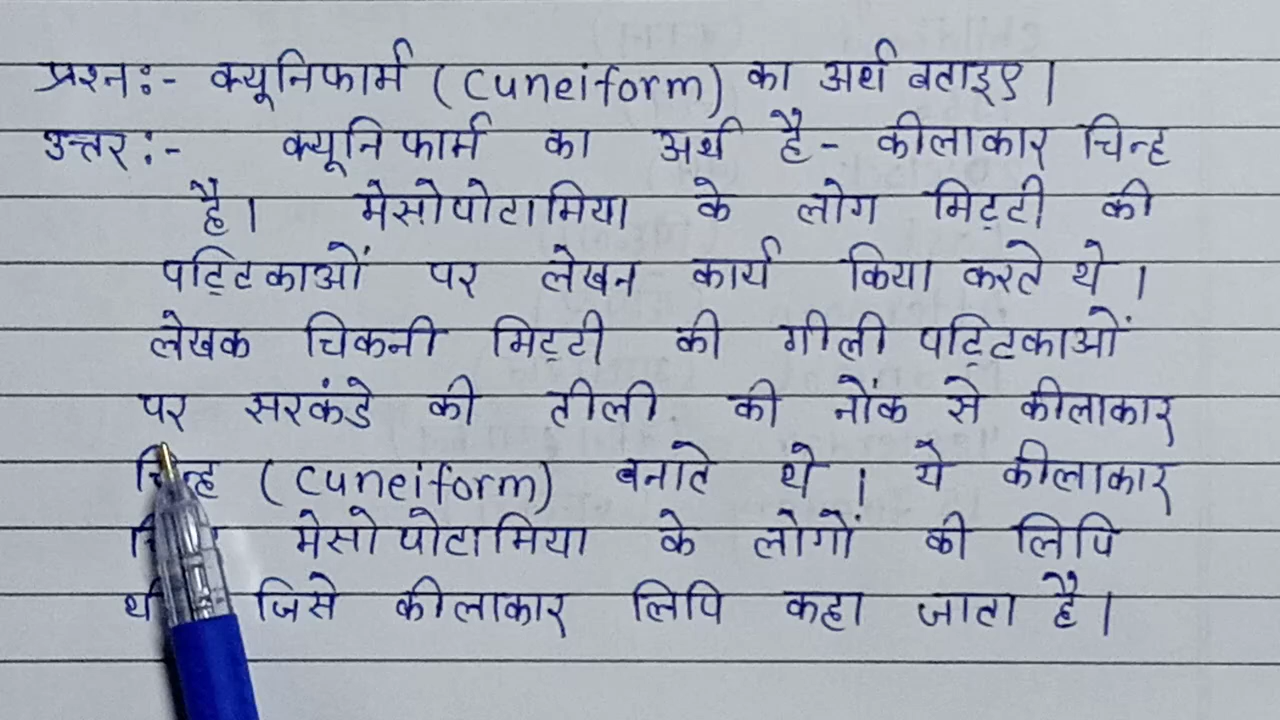 प्रश्नः- क्यूनिफार्म (cuneiform) का अर्थ बताइए।
उत्तरः- क्यूनिफार्म का अर्थ है- कीलाकार चिन्ह
है। मेसोपोटामिया के लोग मिट्टी की
पट्टिकाओं पर लेखन कार्य किया करते थे।
लेखक चिकनी मिट्टी की गीली पट्टिकाओं
पर सरकंडे की तीली की नोंक से कीलाकार
चिन्ह (cuneiform) बनाते थे। ये कीलाकार
मेसोपोटामिया के लोगों की लिपि
जिसे कीलाकार लिपि कहा जाता है।